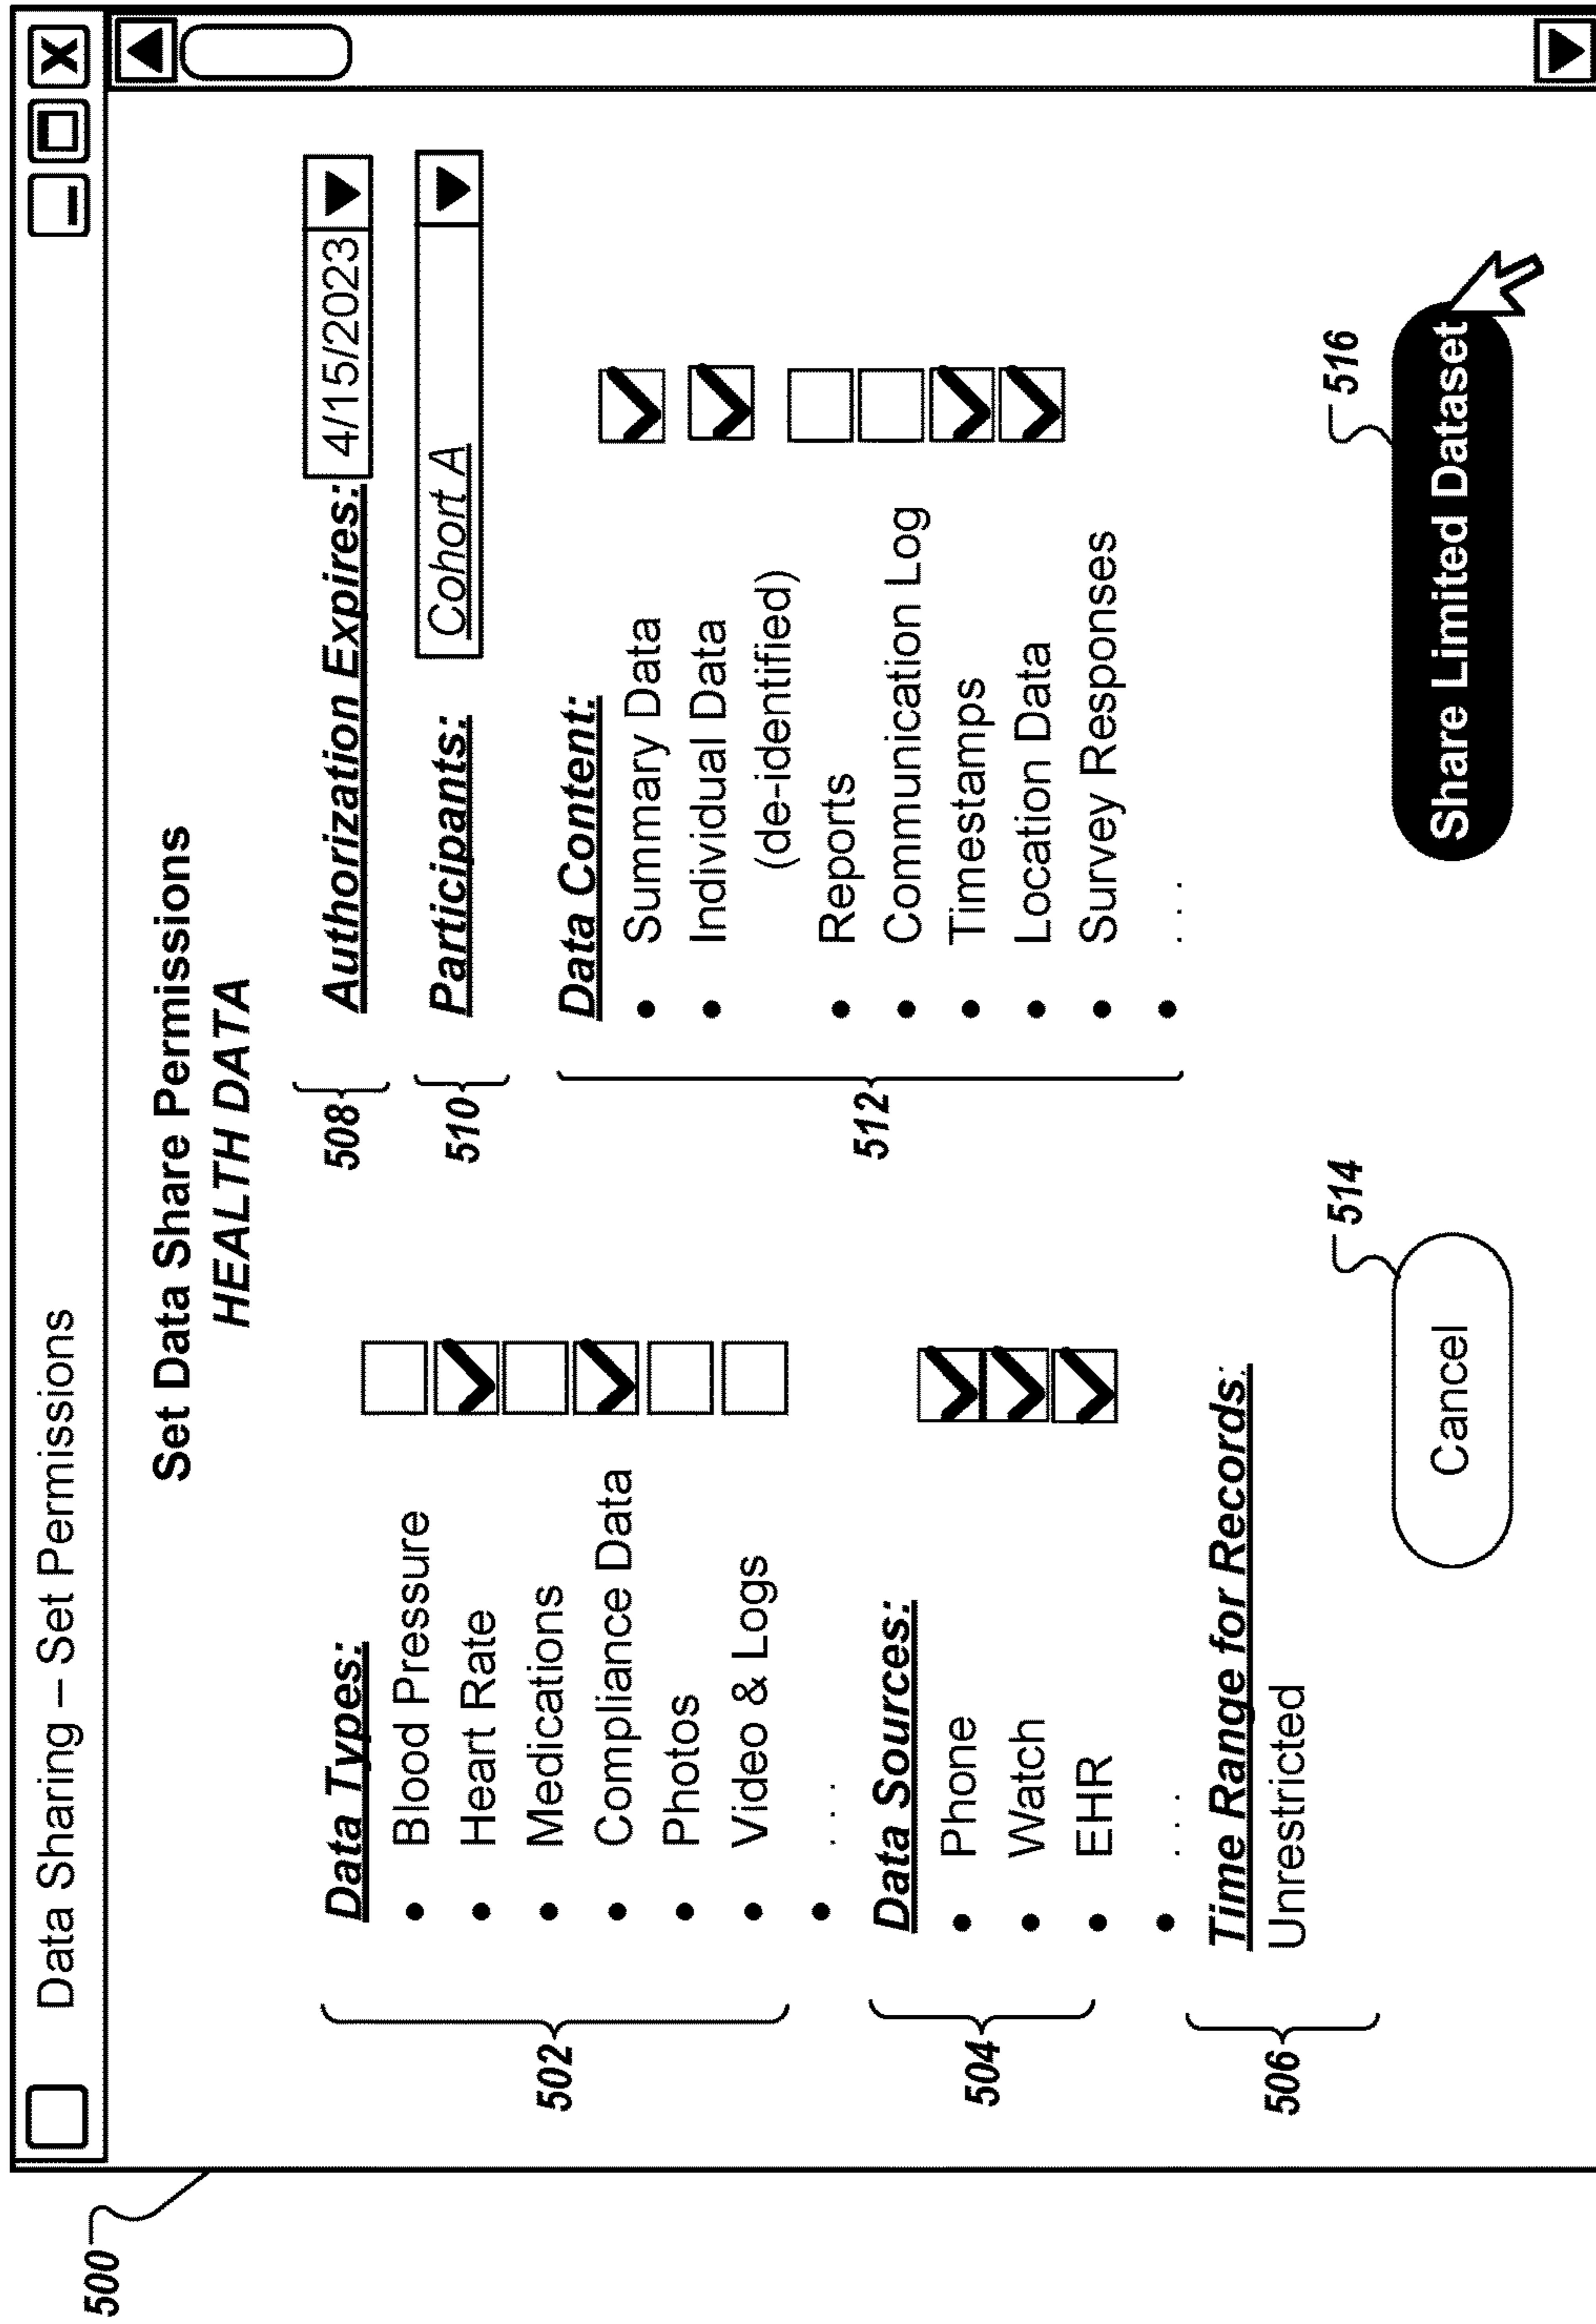 500
Data Sharing – Set Permissions
X
Set Data Share Permissions
HEALTH DATA
502
Data Types:
Blood Pressure
Heart Rate
Medications
Compliance Data
Photos
Video & Logs
. . .
504
Data Sources:
Phone
Watch
EHR
. . .
506
Time Range for Records:
Unrestricted
508
Authorization Expires: 4/15/2023
510
Participants: Cohort A
512
Data Content:
Summary Data
Individual Data
(de-identified)
Reports
Communication Log
Timestamps
Location Data
Survey Responses
. . .
514
Cancel
516
Share Limited Dataset